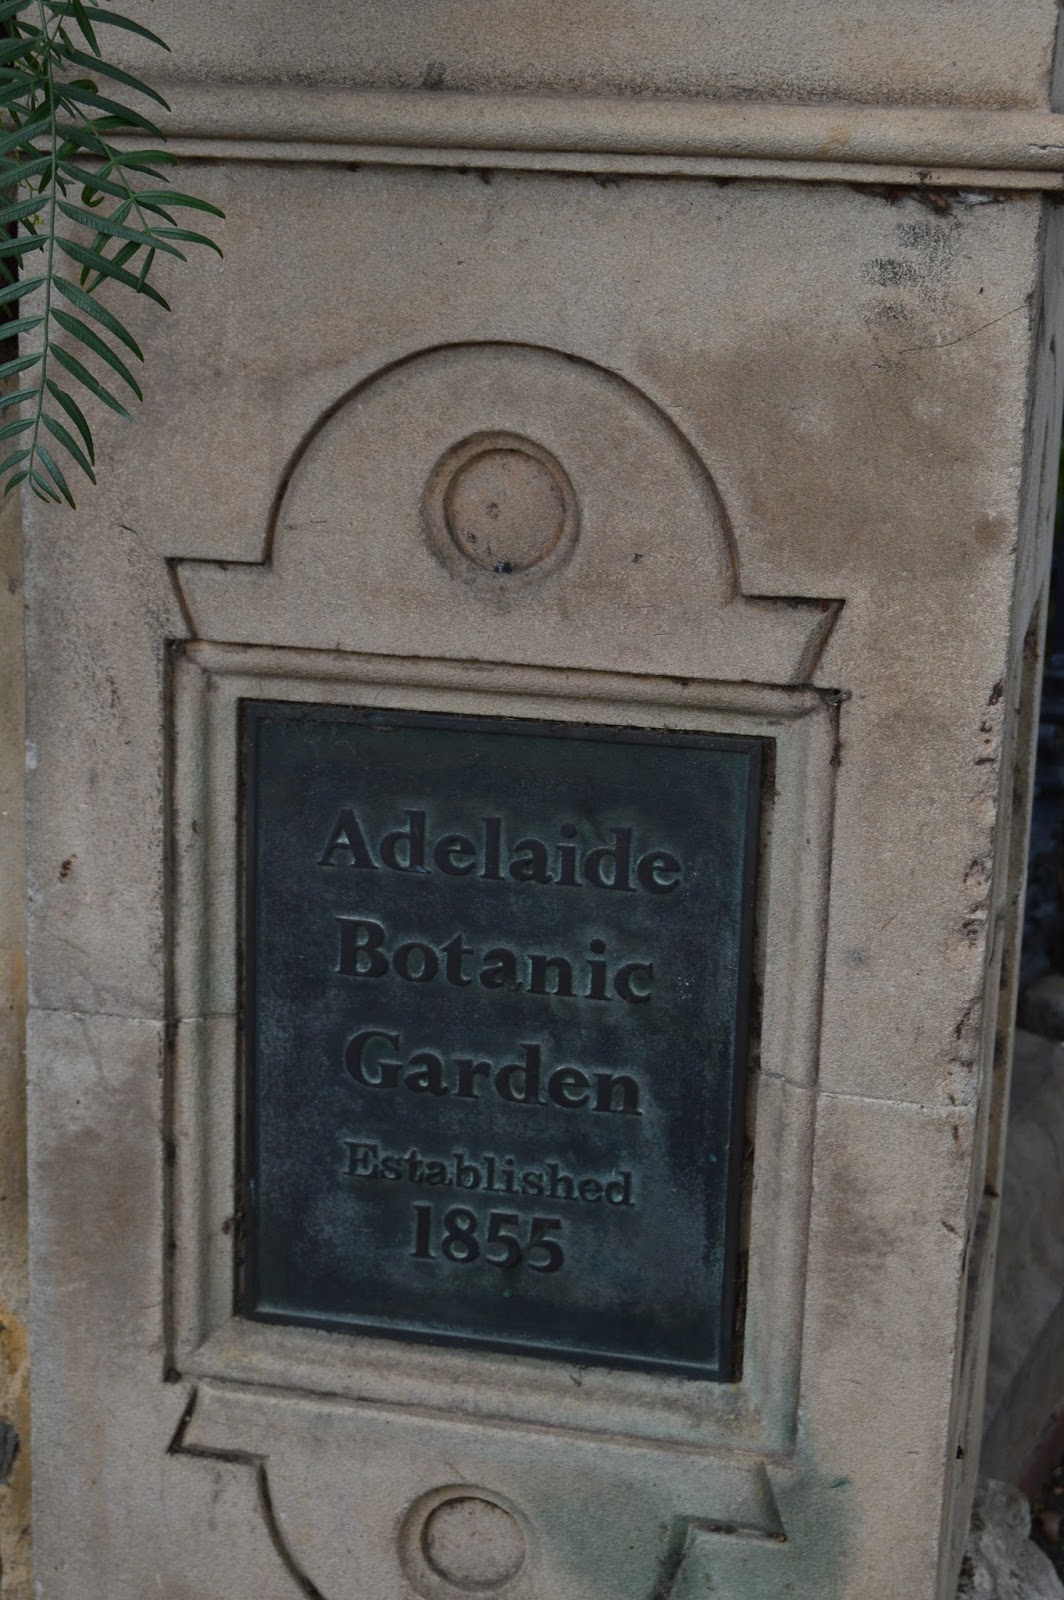 Adelaide
Botanic
Garden
Established
1855